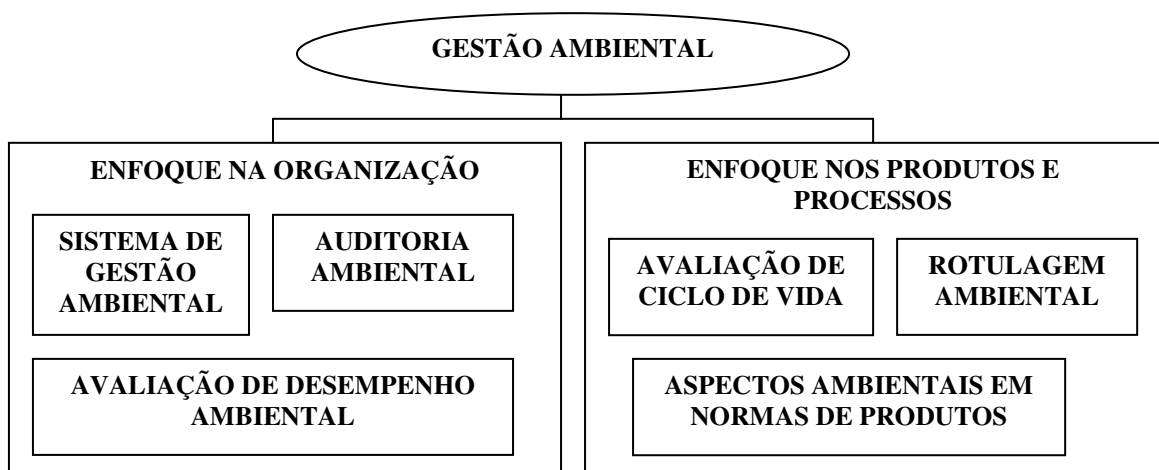 GESTÃO AMBIENTAL
ENFOQUE NA ORGANIZAÇÃO
SISTEMA DE
GESTÃO
AMBIENTAL
AUDITORIA
AMBIENTAL
AVALIAÇÃO DE DESEMPENHO
AMBIENTAL
ENFOQUE NOS PRODUTOS E
PROCESSOS
AVALIAÇÃO DE
CICLO DE VIDA
ROTULAGEM
AMBIENTAL
ASPECTOS AMBIENTAIS EM
NORMAS DE PRODUTOS